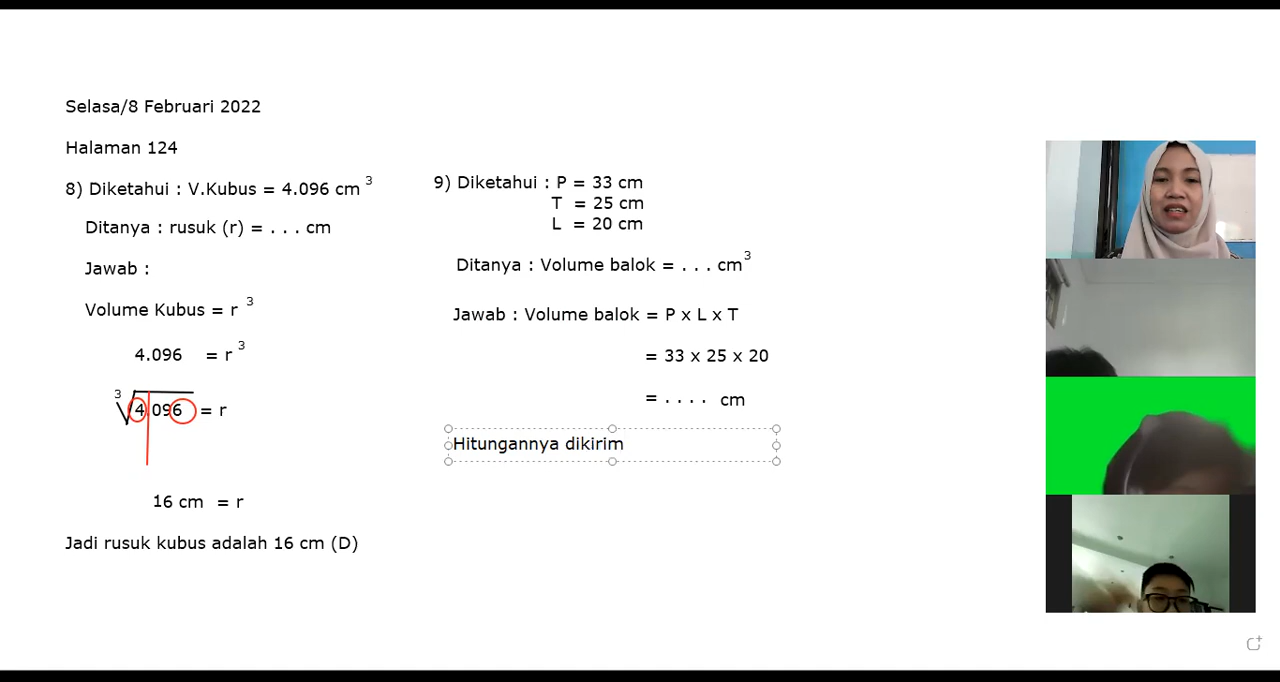 Selasa/8 Februari 2022
Halaman 124
8) Diketahui : V.Kubus = 4.096 cm ³
Ditanya : rusuk (r) = . . . cm
Jawab :
Volume Kubus = r ³
4.096 = r ³
³√4.096 = r
16 cm = r
Jadi rusuk kubus adalah 16 cm (D)
9) Diketahui : P = 33 cm
T = 25 cm
L = 20 cm
Ditanya : Volume balok = . . . cm³
Jawab : Volume balok = P x L x T
= 33 x 25 x 20
= . . . . cm
Hitungannya dikirim